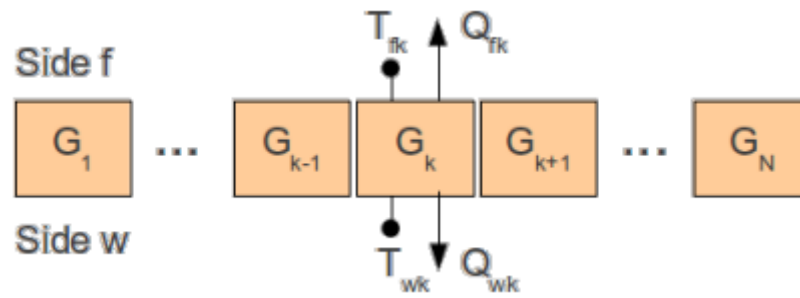 T_fk Q_fk
Side f
G_1 ... G_k-1 G_k G_k+1 ... G_N
Side w
T_wk Q_wk